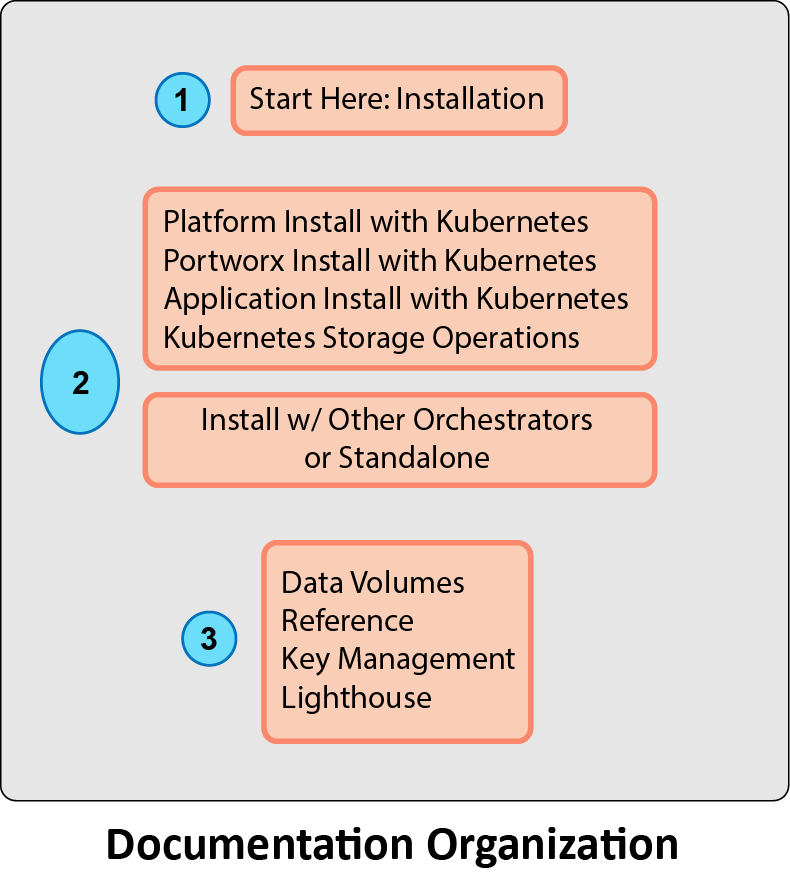 1
Start Here: Installation
Platform Install with Kubernetes
Portworx Install with Kubernetes
Application Install with Kubernetes
Kubernetes Storage Operations
2
Install w/ Other Orchestrators
or Standalone
3
Data Volumes
Reference
Key Management
Lighthouse
Documentation Organization